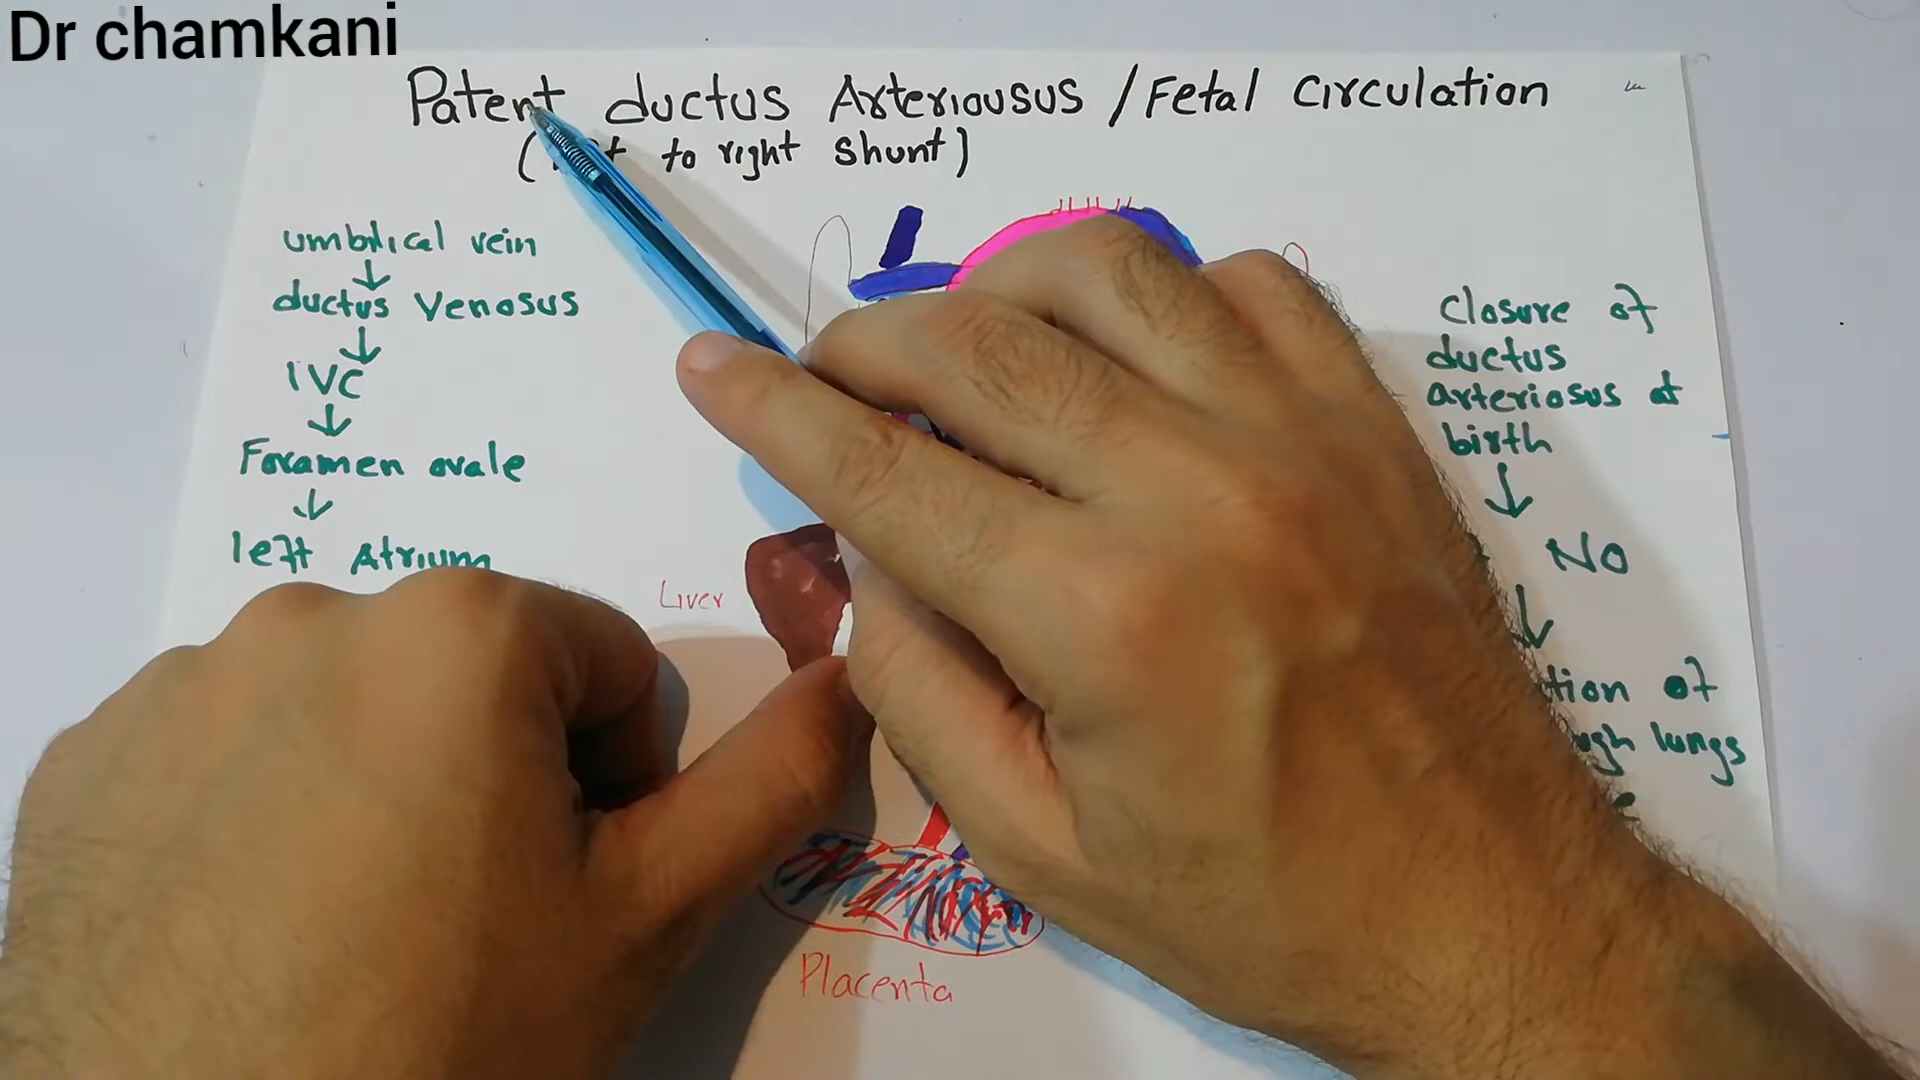 Dr chamkani
Patent ductus Arteriousus / Fetal Circulation
( to right shunt)
umbilical vein
↓
ductus Venosus
↓
IVC
↓
Foramen ovale
↓
left Atrium
Liver
Placenta
Closure of
ductus
arteriosus at
birth
↓
No
↓
of
lungs